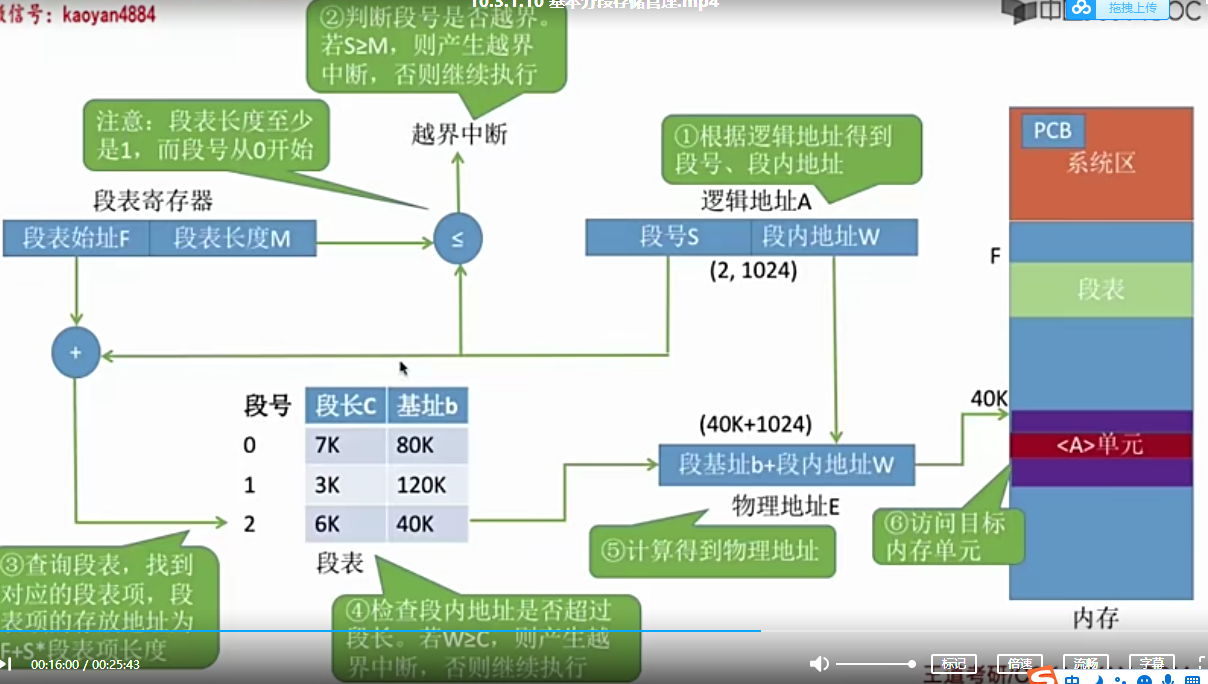 微信号：kaoyan4884
10.3.1.10 基本分段存储管理.mp4
拖拽上传
②判断段号是否越界。
若S≥M，则产生越界
中断，否则继续执行
注意：段表长度至少
是1，而段号从0开始
越界中断
①根据逻辑地址得到
段号、段内地址
PCB
系统区
段表寄存器
逻辑地址A
段表始址F
段表长度M
≤
段号S
段内地址W
(2, 1024)
F
段表
+
段号
段长C
基址b
0
7K
80K
1
3K
120K
2
6K
40K
段表
(40K+1024)
段基址b+段内地址W
物理地址E
40K
<A>单元
⑤计算得到物理地址
⑥访问目标
内存单元
内存
③查询段表，找到
对应的段表项，段
表项的存放地址为
F+S*段表项长度
④检查段内地址是否超过
段长。若W≥C，则产生越
界中断，否则继续执行
00:16:00 / 00:25:43
标记
倍速
流畅
字幕
王道考研/C
中